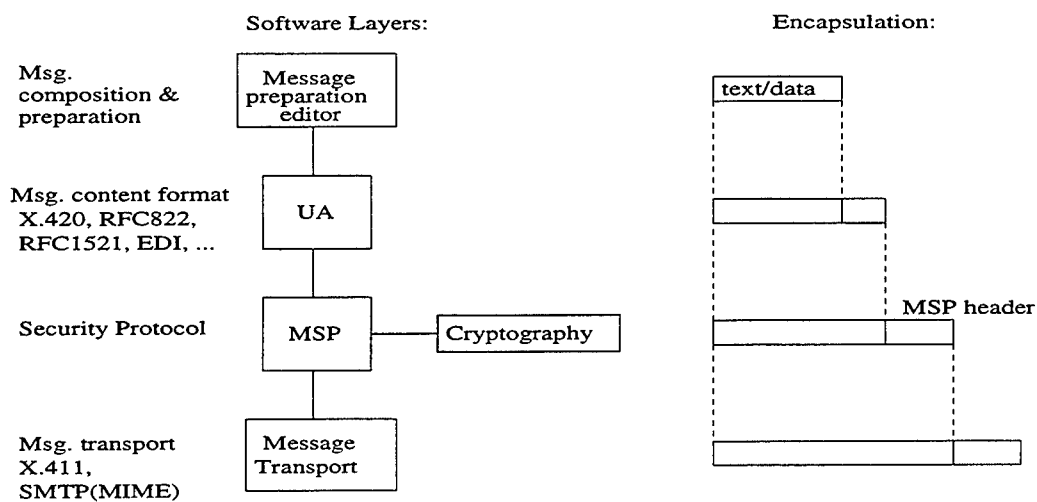 Software Layers:
Encapsulation:
Msg.
composition &
preparation
Message
preparation
editor
text/data
Msg. content format
X.420, RFC822,
RFC1521, EDI, ...
UA
Security Protocol
MSP
Cryptography
MSP header
Msg. transport
X.411,
SMTP(MIME)
Message
Transport